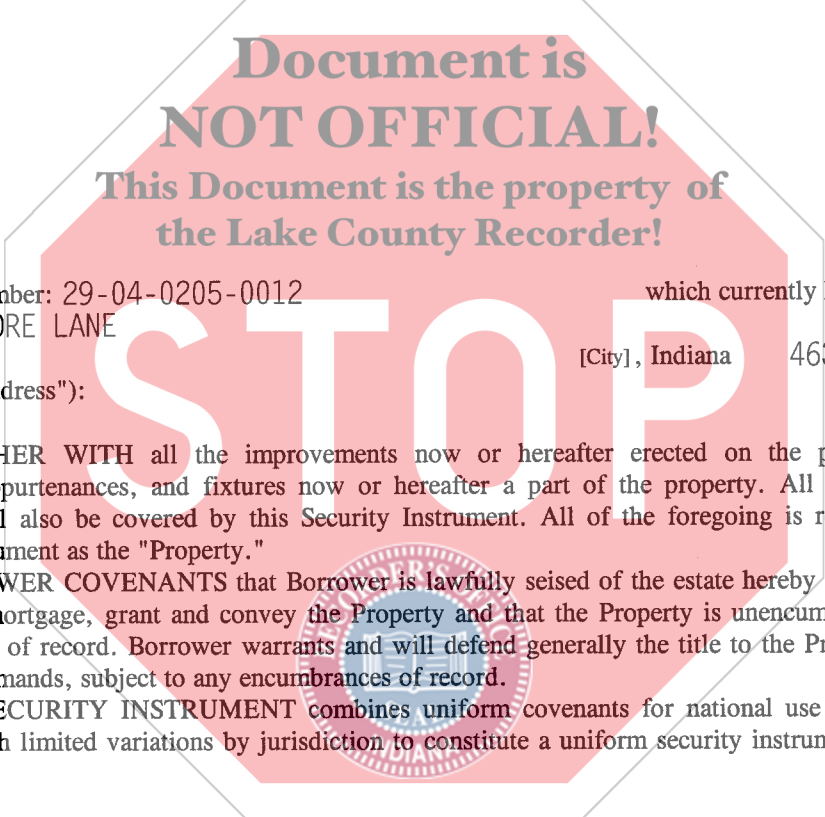 Document is
NOT OFFICIAL!
This Document is the property of
the Lake County Recorder!
mber: 29-04-0205-0012 which currently
ORE LANE
[City], Indiana 463
dress"):
STOP
HER WITH all the improvements now or hereafter erected on the p
purtenances, and fixtures now or hereafter a part of the property. All
l also be covered by this Security Instrument. All of the foregoing is r
ument as the "Property."
WER COVENANTS that Borrower is lawfully seised of the estate hereby
nortgage, grant and convey the Property and that the Property is unencum
of record. Borrower warrants and will defend generally the title to the Pr
mands, subject to any encumbrances of record.
ECURITY INSTRUMENT combines uniform covenants for national use
h limited variations by jurisdiction to constitute a uniform security instrum
INDIANA